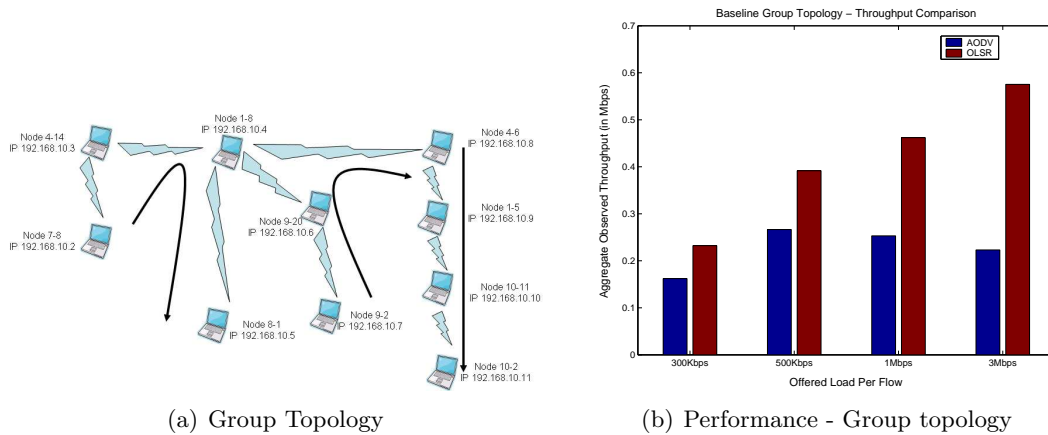 Node 4-14
IP 192.168.10.3
Node 1-8
IP 192.168.10.4
Node 4-6
IP 192.168.10.8
Node 7-8
IP 192.168.10.2
Node 9-20
IP 192.168.10.6
Node 1-5
IP 192.168.10.9
Node 8-1
IP 192.168.10.5
Node 9-2
IP 192.168.10.7
Node 10-11
IP 192.168.10.10
Node 10-2
IP 192.168.10.11
(a) Group Topology
Baseline Group Topology – Throughput Comparison
AODV
OLSR
Aggregate Observed Throughput (in Mbps)
0.7
0.6
0.5
0.4
0.3
0.2
0.1
0
300Kbps
500Kbps
1Mbps
3Mbps
Offered Load Per Flow
(b) Performance - Group topology